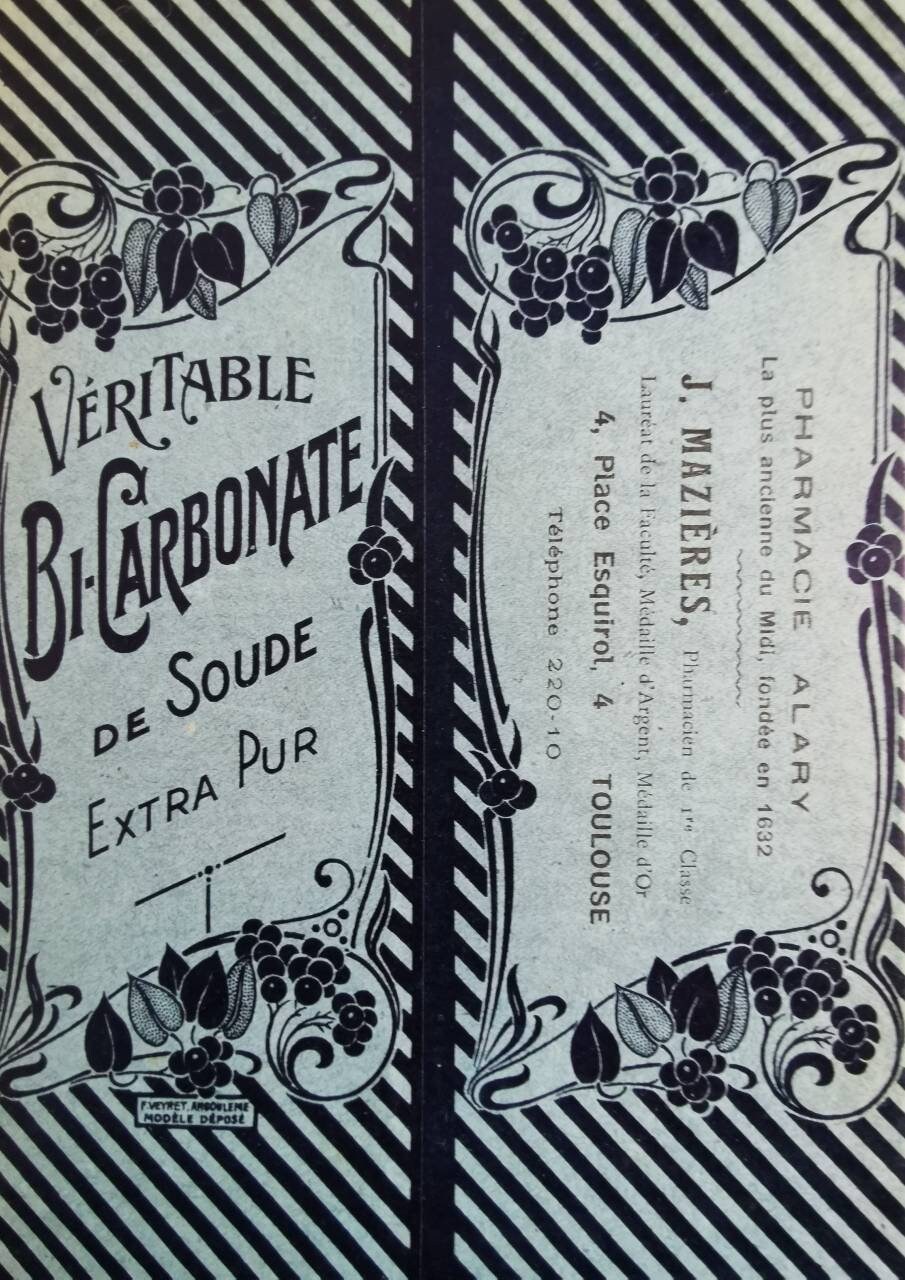 VÉRITABLE
BI-CARBONATE
DE SOUDE
EXTRA PUR
F. VEYRET, ANGOULEME
MODÈLE DÉPOSÉ
PHARMACIE ALARY
La plus ancienne du Midi, fondée en 1632
J. MAZIÈRES, Pharmacien de 1re Classe
Lauréat de la Faculté, Médaille d'Argent, Médaille d'Or
4, Place Esquirol, 4 TOULOUSE
Téléphone 220-10